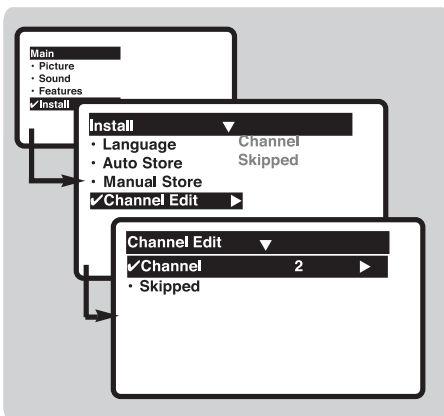 Main
· Picture
· Sound
· Features
✔Install
Install ▼
· Language Channel
· Auto Store Skipped
· Manual Store
✔Channel Edit ▶
Channel Edit ▼
✔Channel 2 ▶
· Skipped